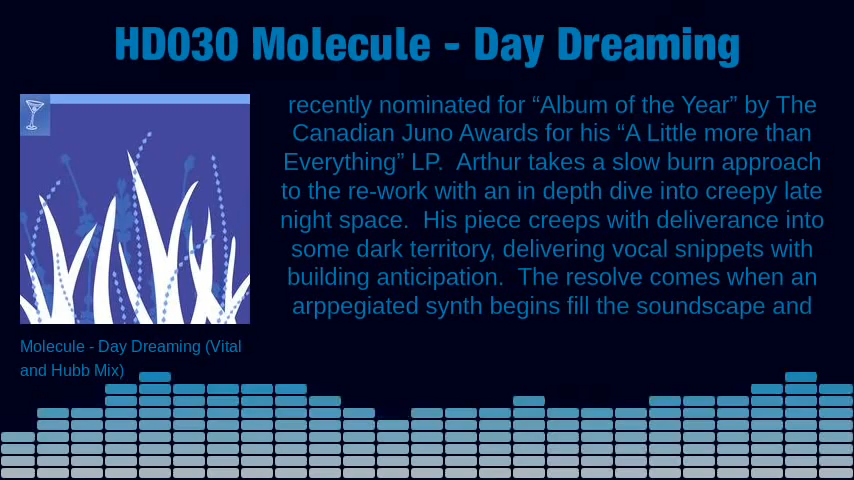 HD030 Molecule - Day Dreaming
recently nominated for “Album of the Year” by The
Canadian Juno Awards for his “A Little more than
Everything” LP.  Arthur takes a slow burn approach
to the re-work with an in depth dive into creepy late
night space.  His piece creeps with deliverance into
some dark territory, delivering vocal snippets with
building anticipation.  The resolve comes when an
arppegiated synth begins fill the soundscape and
Molecule - Day Dreaming (Vital
and Hubb Mix)